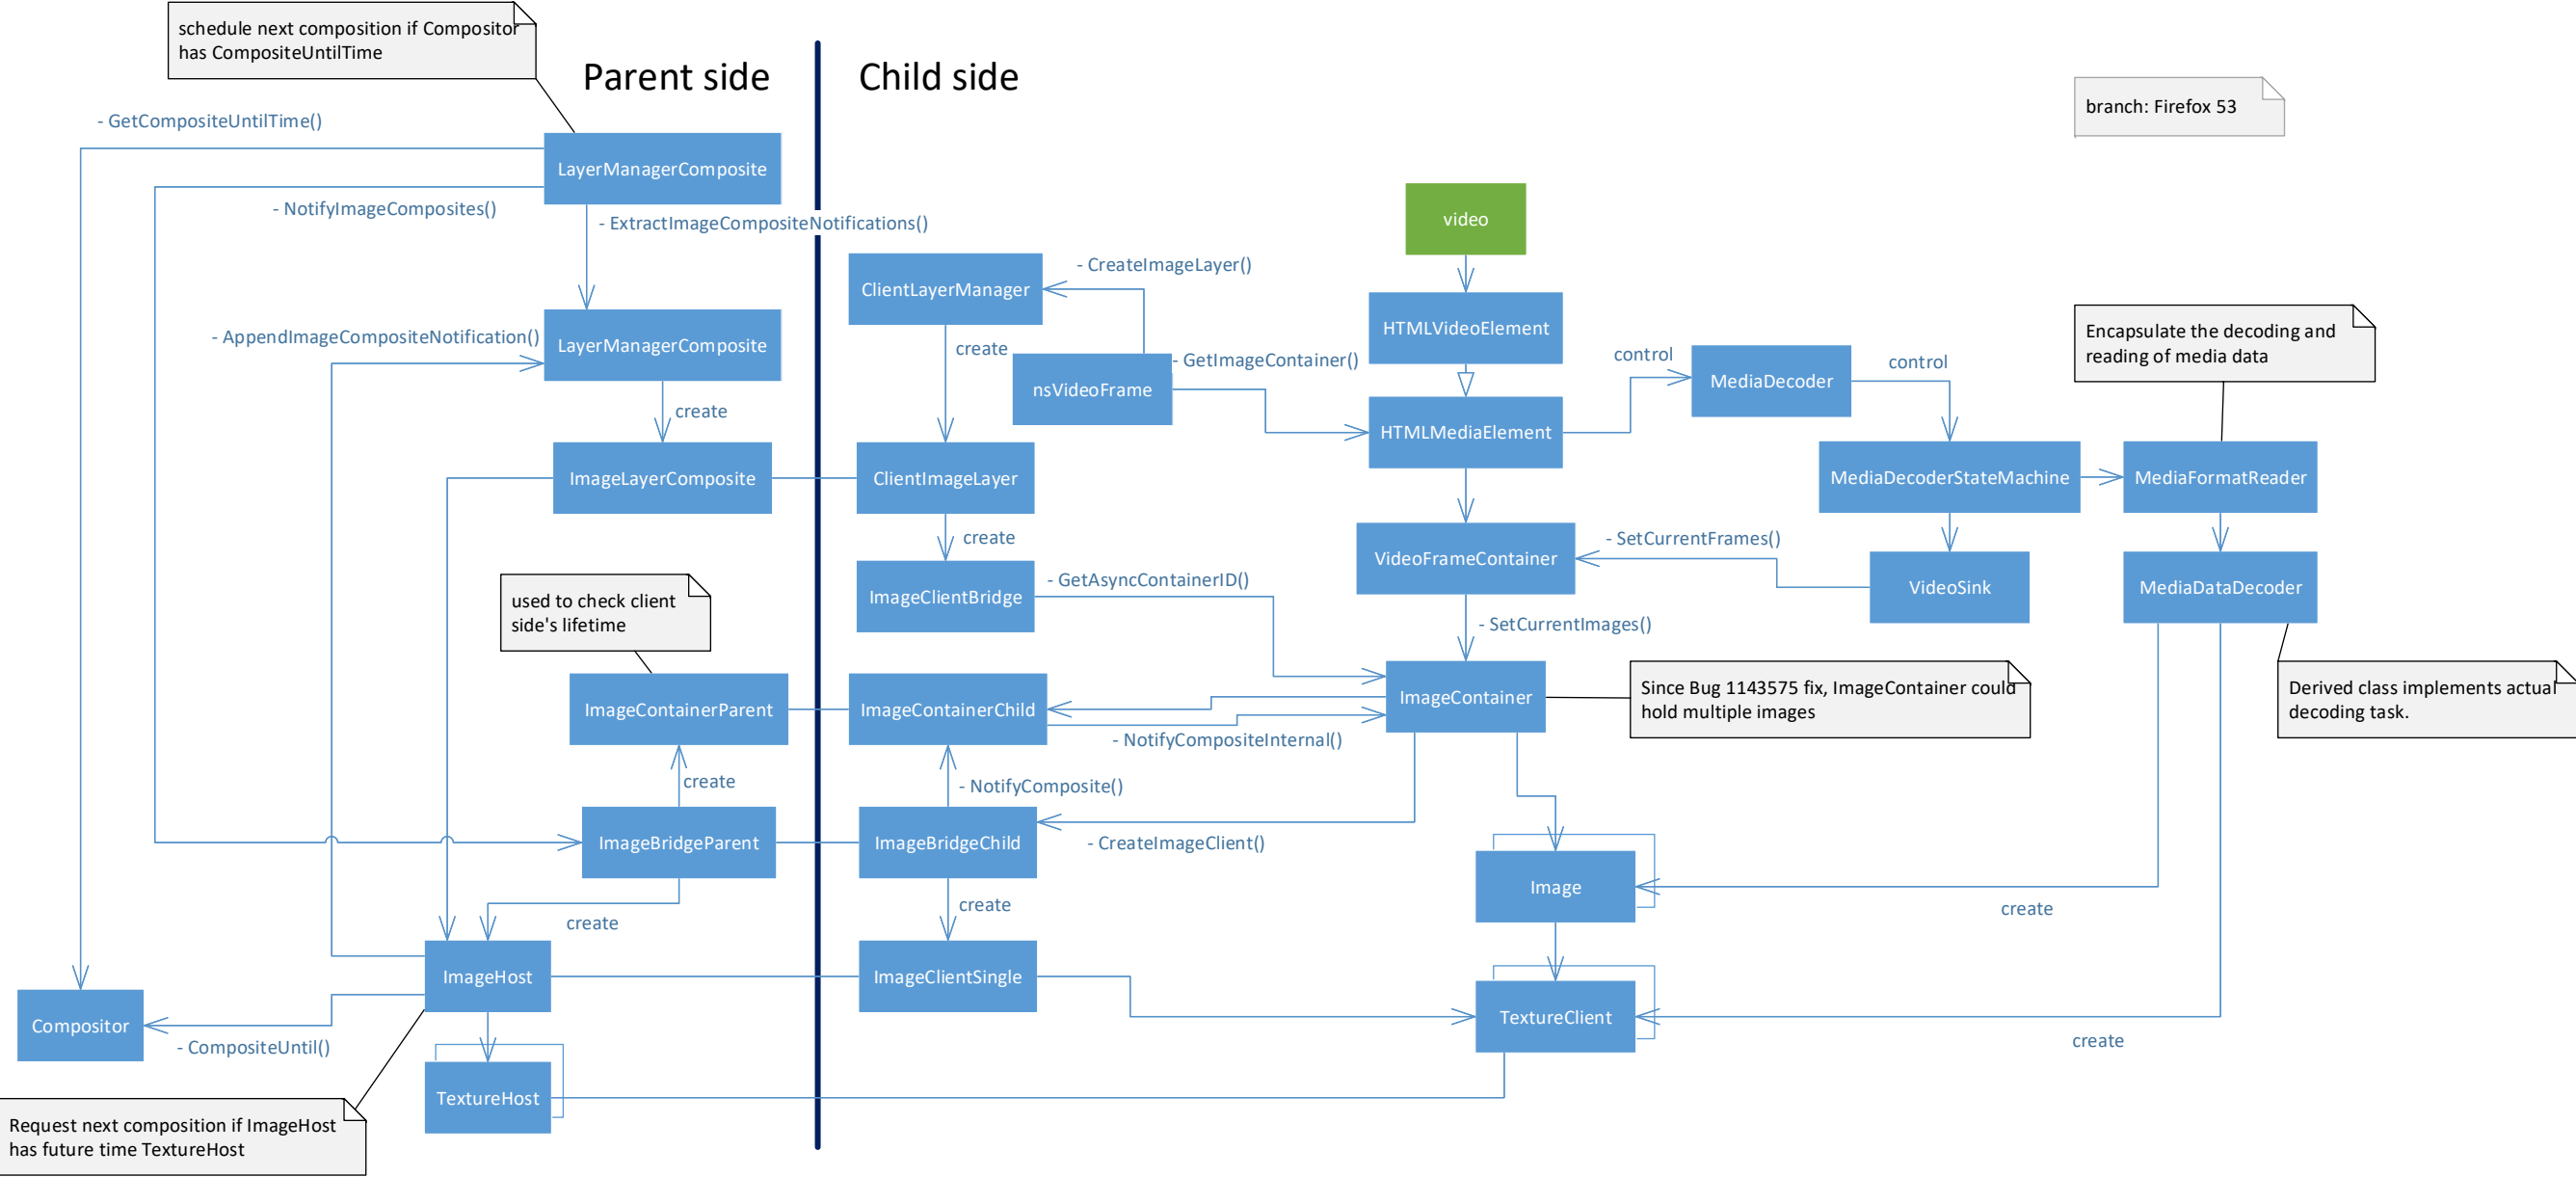 schedule next composition if Compositor
has CompositeUntilTime
Parent side
Child side
branch: Firefox 53
- GetCompositeUntilTime()
LayerManagerComposite
- NotifyImageComposites()
- ExtractImageCompositeNotifications()
video
ClientLayerManager
- CreateImageLayer()
HTMLVideoElement
Encapsulate the decoding and
reading of media data
- AppendImageCompositeNotification()
LayerManagerComposite
create
nsVideoFrame
- GetImageContainer()
control
MediaDecoder
control
create
HTMLMediaElement
ImageLayerComposite
ClientImageLayer
MediaDecoderStateMachine
MediaFormatReader
create
VideoFrameContainer
- SetCurrentFrames()
used to check client
side's lifetime
ImageClientBridge
- GetAsyncContainerID()
VideoSink
MediaDataDecoder
- SetCurrentImages()
ImageContainerParent
ImageContainerChild
ImageContainer
Since Bug 1143575 fix, ImageContainer could
hold multiple images
Derived class implements actual
decoding task.
- NotifyCompositeInternal()
create
- NotifyComposite()
ImageBridgeParent
ImageBridgeChild
- CreateImageClient()
Image
create
create
create
ImageHost
ImageClientSingle
Compositor
TextureClient
- CompositeUntil()
create
TextureHost
Request next composition if ImageHost
has future time TextureHost